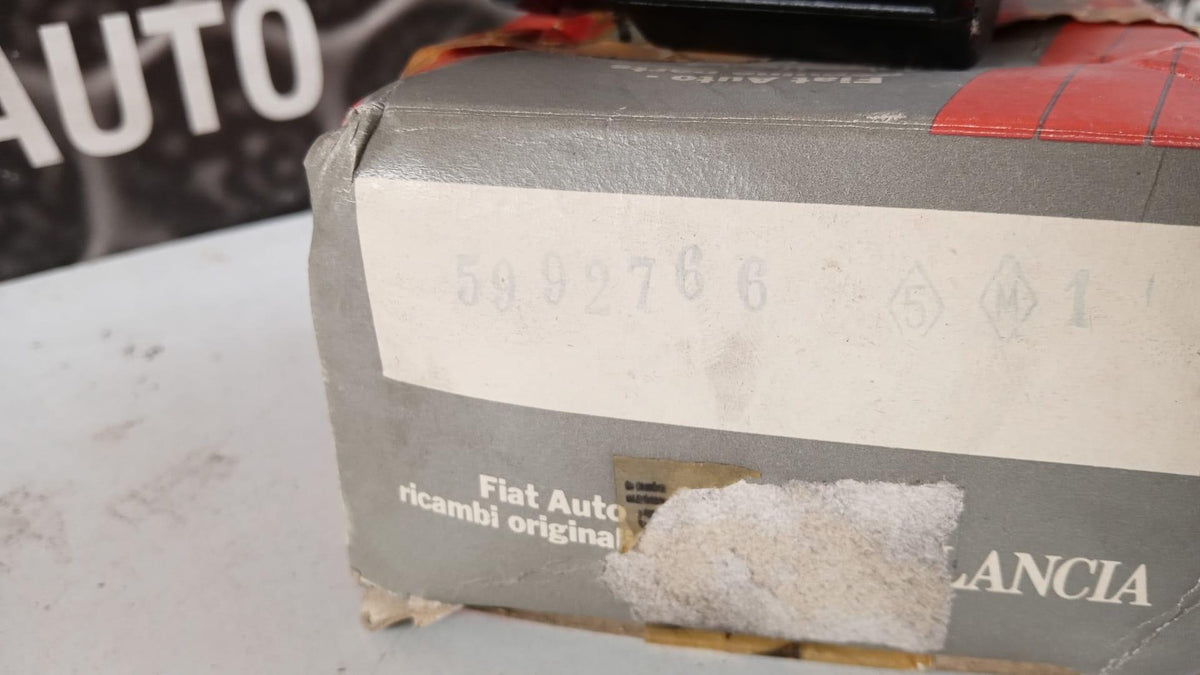 AUTO
Fiat Auto -
5992766 5 M 1
Fiat Auto
ricambi original
LANCIA